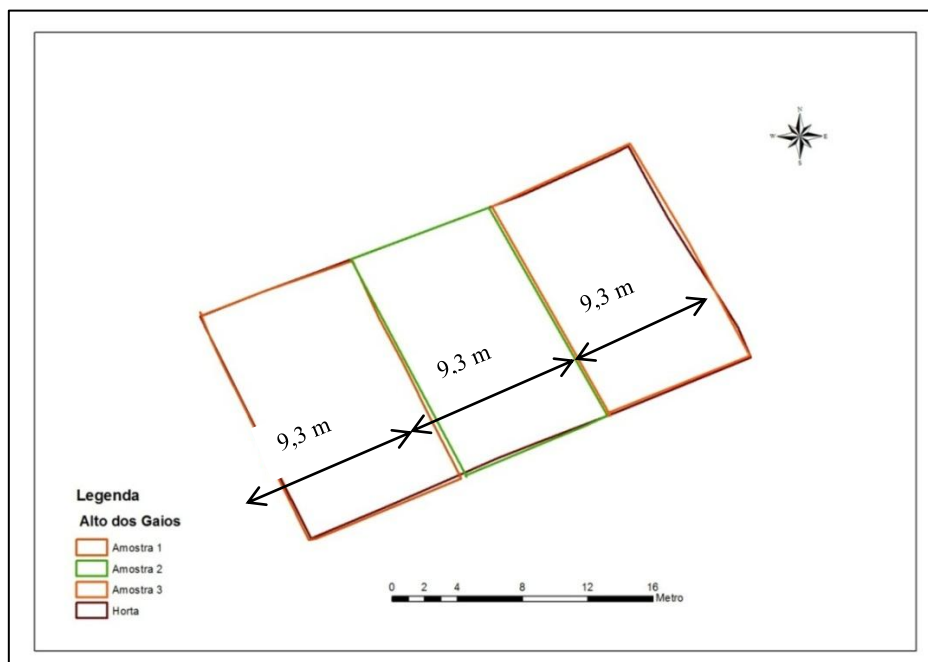 N
W E
S
9,3 m
9,3 m
9,3 m
Legenda
Alto dos Gaios
Amostra 1
Amostra 2
Amostra 3
Horta
0 2 4 8 12 16
Metro